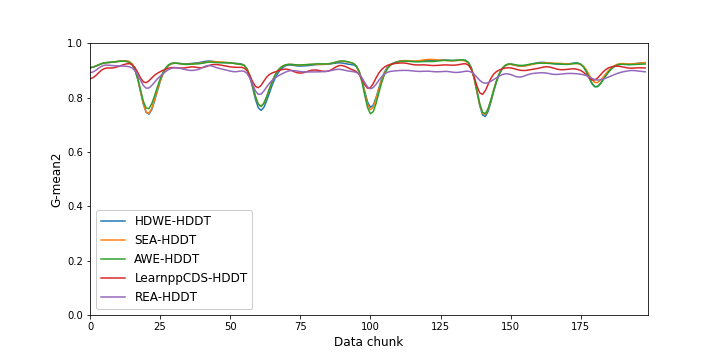 1.0
0.8
0.6
0.4
0.2
0.0
G-mean2
HDWE-HDDT
SEA-HDDT
AWE-HDDT
LearnppCDS-HDDT
REA-HDDT
0 25 50 75 100 125 150 175
Data chunk